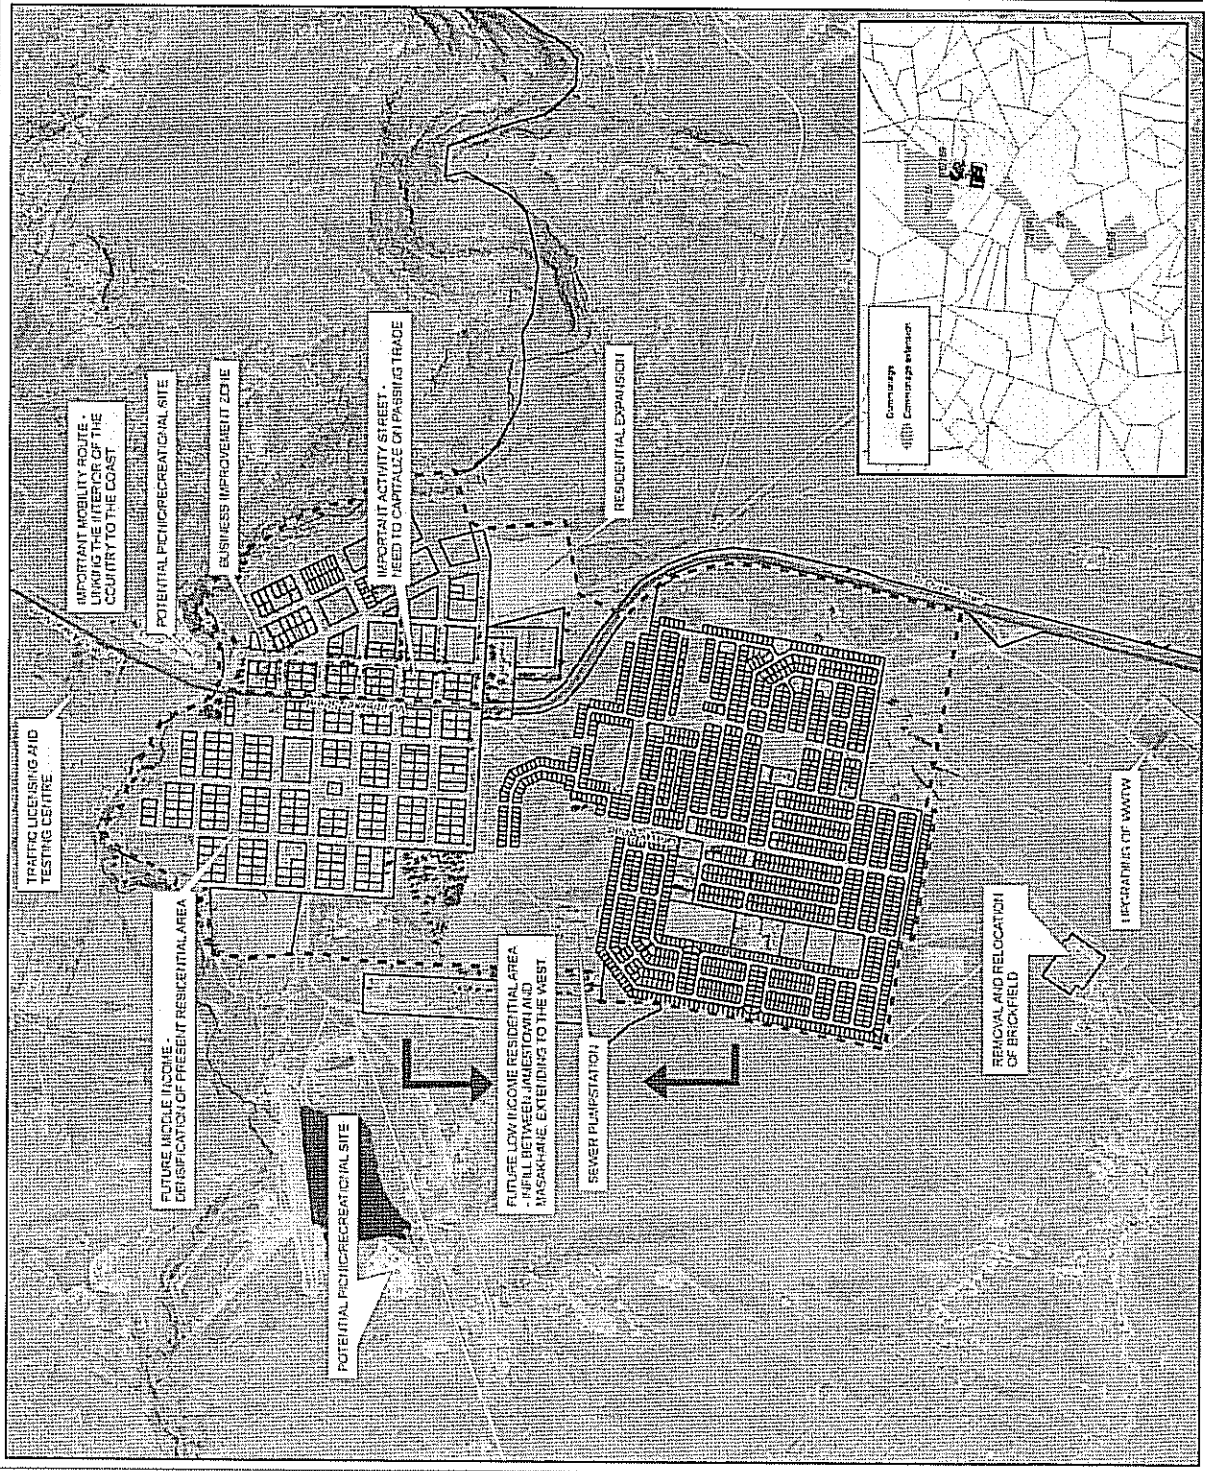 IMPORTANT MOBILITY ROUTE -
LINKING THE INTERIOR OF THE
COUNTRY TO THE COAST
POTENTIAL PICNIC/RECREATIONAL SITE
BUSINESS IMPROVEMENT ZONE
IMPORTANT ACTIVITY STREET -
NEED TO CAPITALIZE ON PASSING TRADE
RESIDENTIAL EXPANSION
TRAFFIC LICENSING AND
TESTING CENTRE
FUTURE MIDDLE INCOME -
DENSIFICATION OF PRESENT RESIDENTIAL AREA
POTENTIAL PICNIC/RECREATIONAL SITE
FUTURE LOW INCOME RESIDENTIAL AREA
- INFILL BETWEEN JAMESTOWN AND
MASAKHANE, EXTENDING TO THE WEST.
SEWER PUMPSTATION
REMOVAL AND RELOCATION
OF BRICKFIELD
UPGRADING OF WWTW
Commonage
Commonage extension